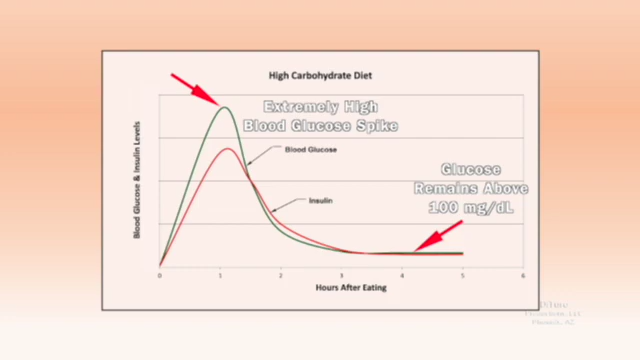 High Carbohydrate Diet
Extremely High
Blood Glucose Spike
Blood Glucose
Glucose
Remains Above
100 mg/dL
Insulin
Blood Glucose & Insulin Levels
0 1 2 3 4 5 6
Hours After Eating
Phoenix, AZ